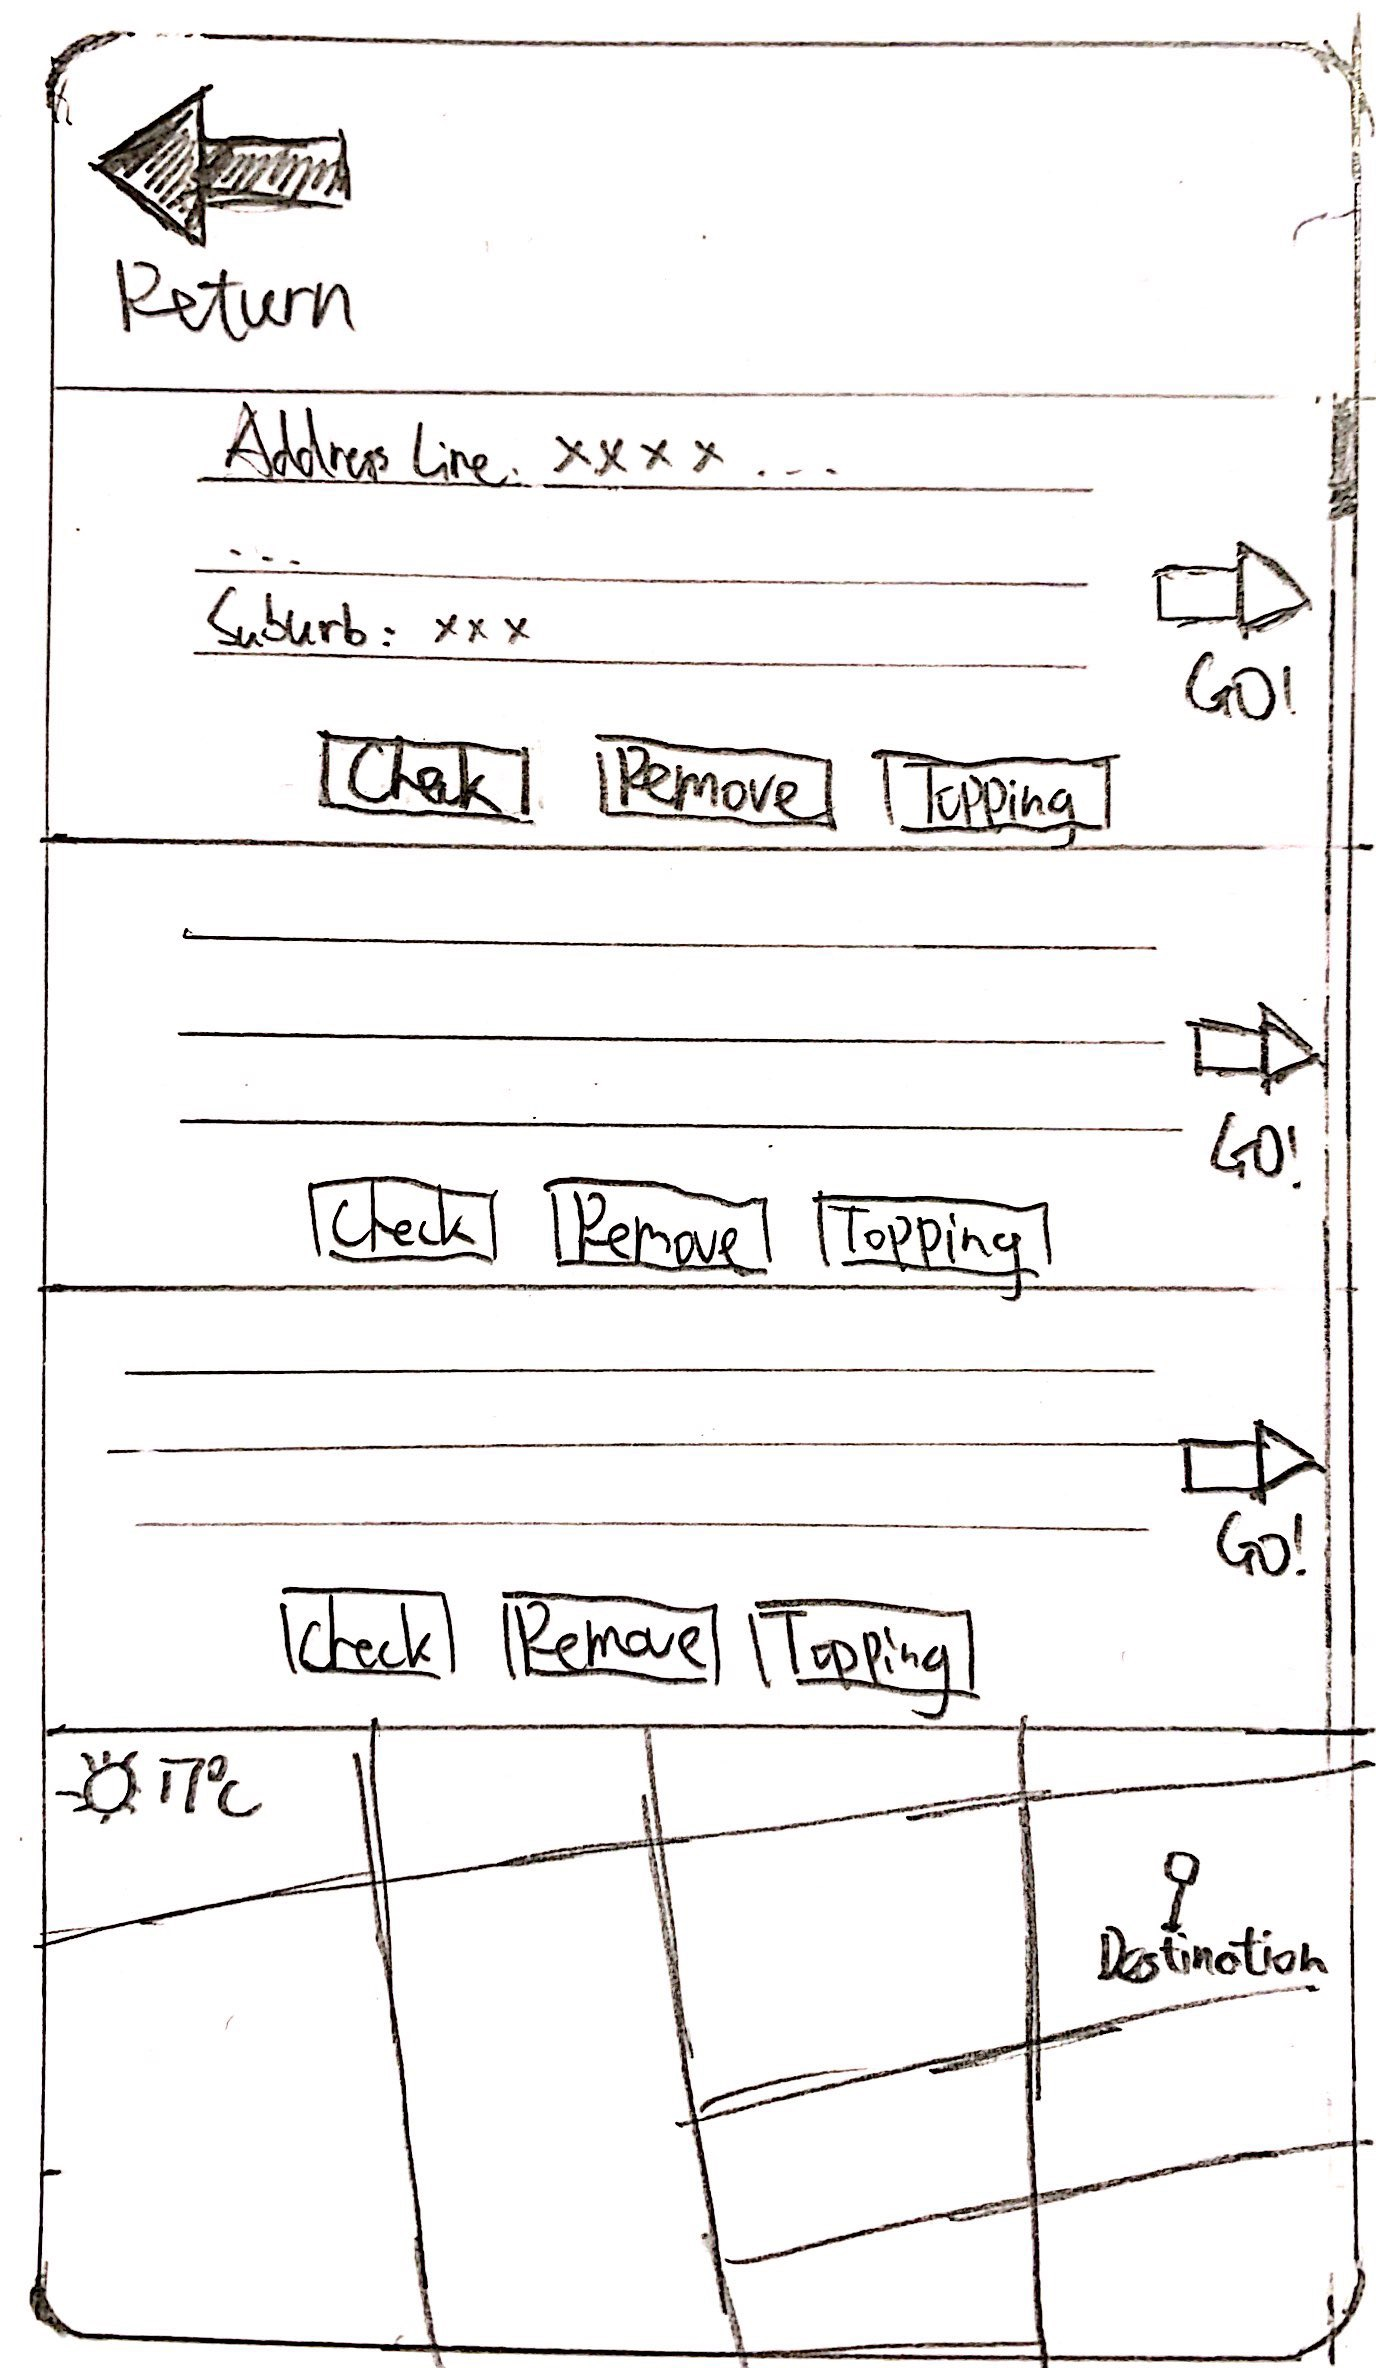 Return
Address Line: xxxx ...
...
Suburb: xxx
GO!
Check Remove Topping
GO!
Check Remove Topping
GO!
Check Remove Topping
17°C
Destination